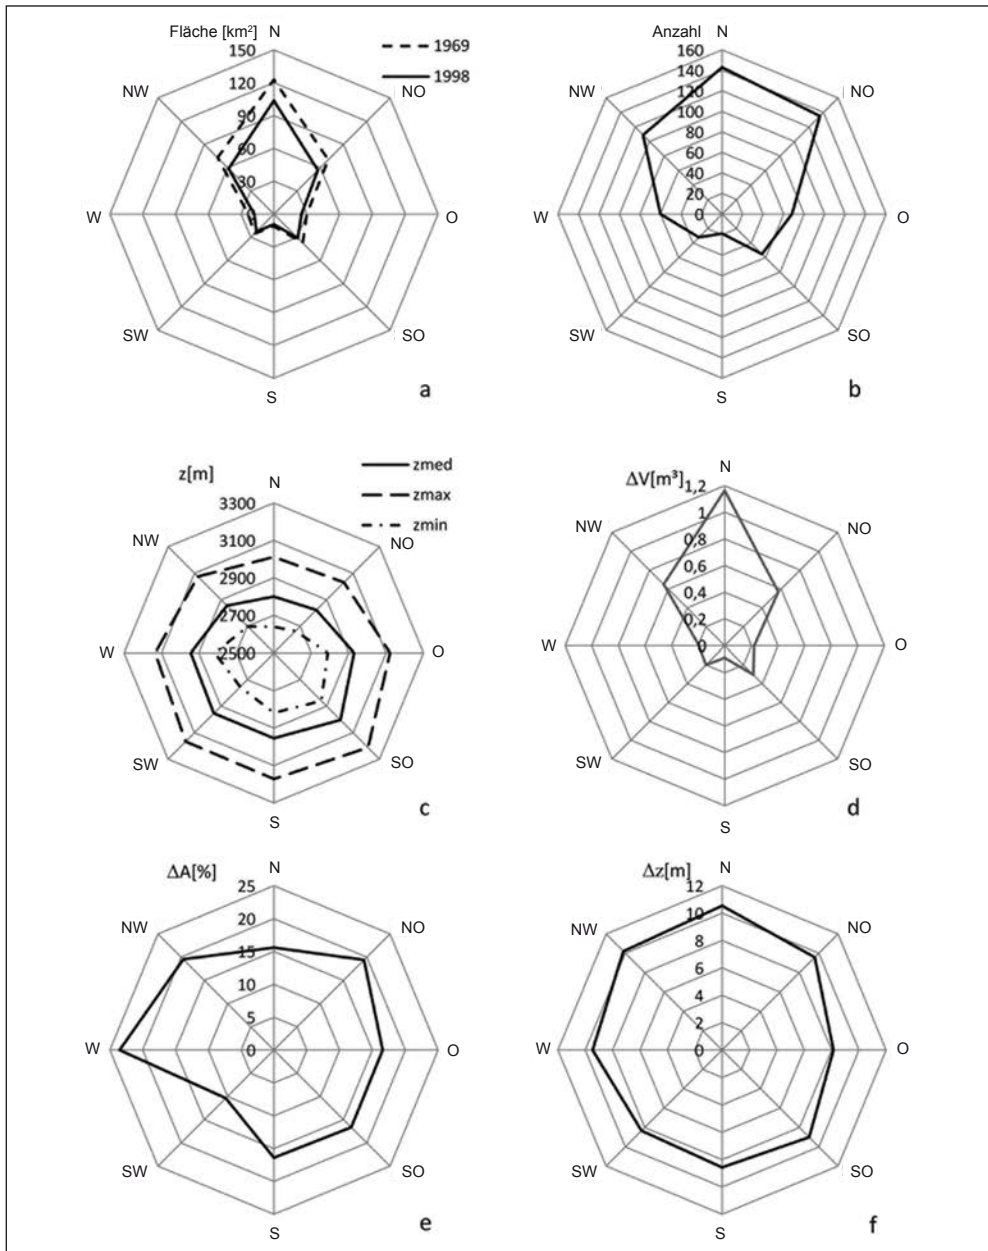 Fläche [km²] N
150
120
90
60
30
NW
NO
W
O
SW
SO
S
1969
1998
a
Anzahl N
160
140
120
100
80
60
40
20
0
NW
NO
W
O
SW
SO
S
b
z[m]
N
3300
3100
2900
2700
2500
NW
NO
W
O
SW
SO
S
zmed
zmax
zmin
c
ΔV[m³]
N
1,2
1
0,8
0,6
0,4
0,2
0
NW
NO
W
O
SW
SO
S
d
ΔA[%]
N
25
20
15
10
5
0
NW
NO
W
O
SW
SO
S
e
Δz[m]
N
12
10
8
6
4
2
0
NW
NO
W
O
SW
SO
S
f